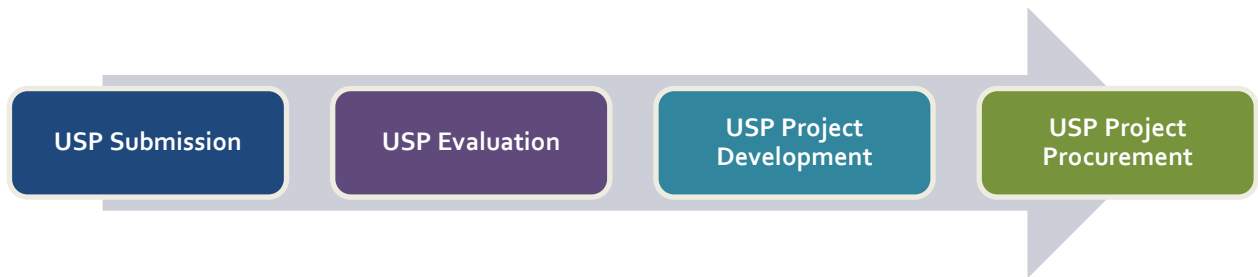 USP Submission
USP Evaluation
USP Project
Development
USP Project
Procurement